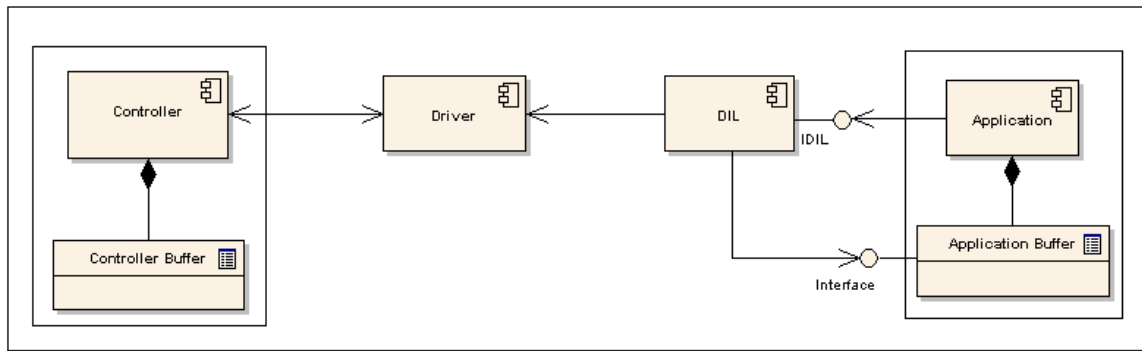 Controller
Driver
DIL
Application
IDIL
Controller Buffer
Application Buffer
Interface